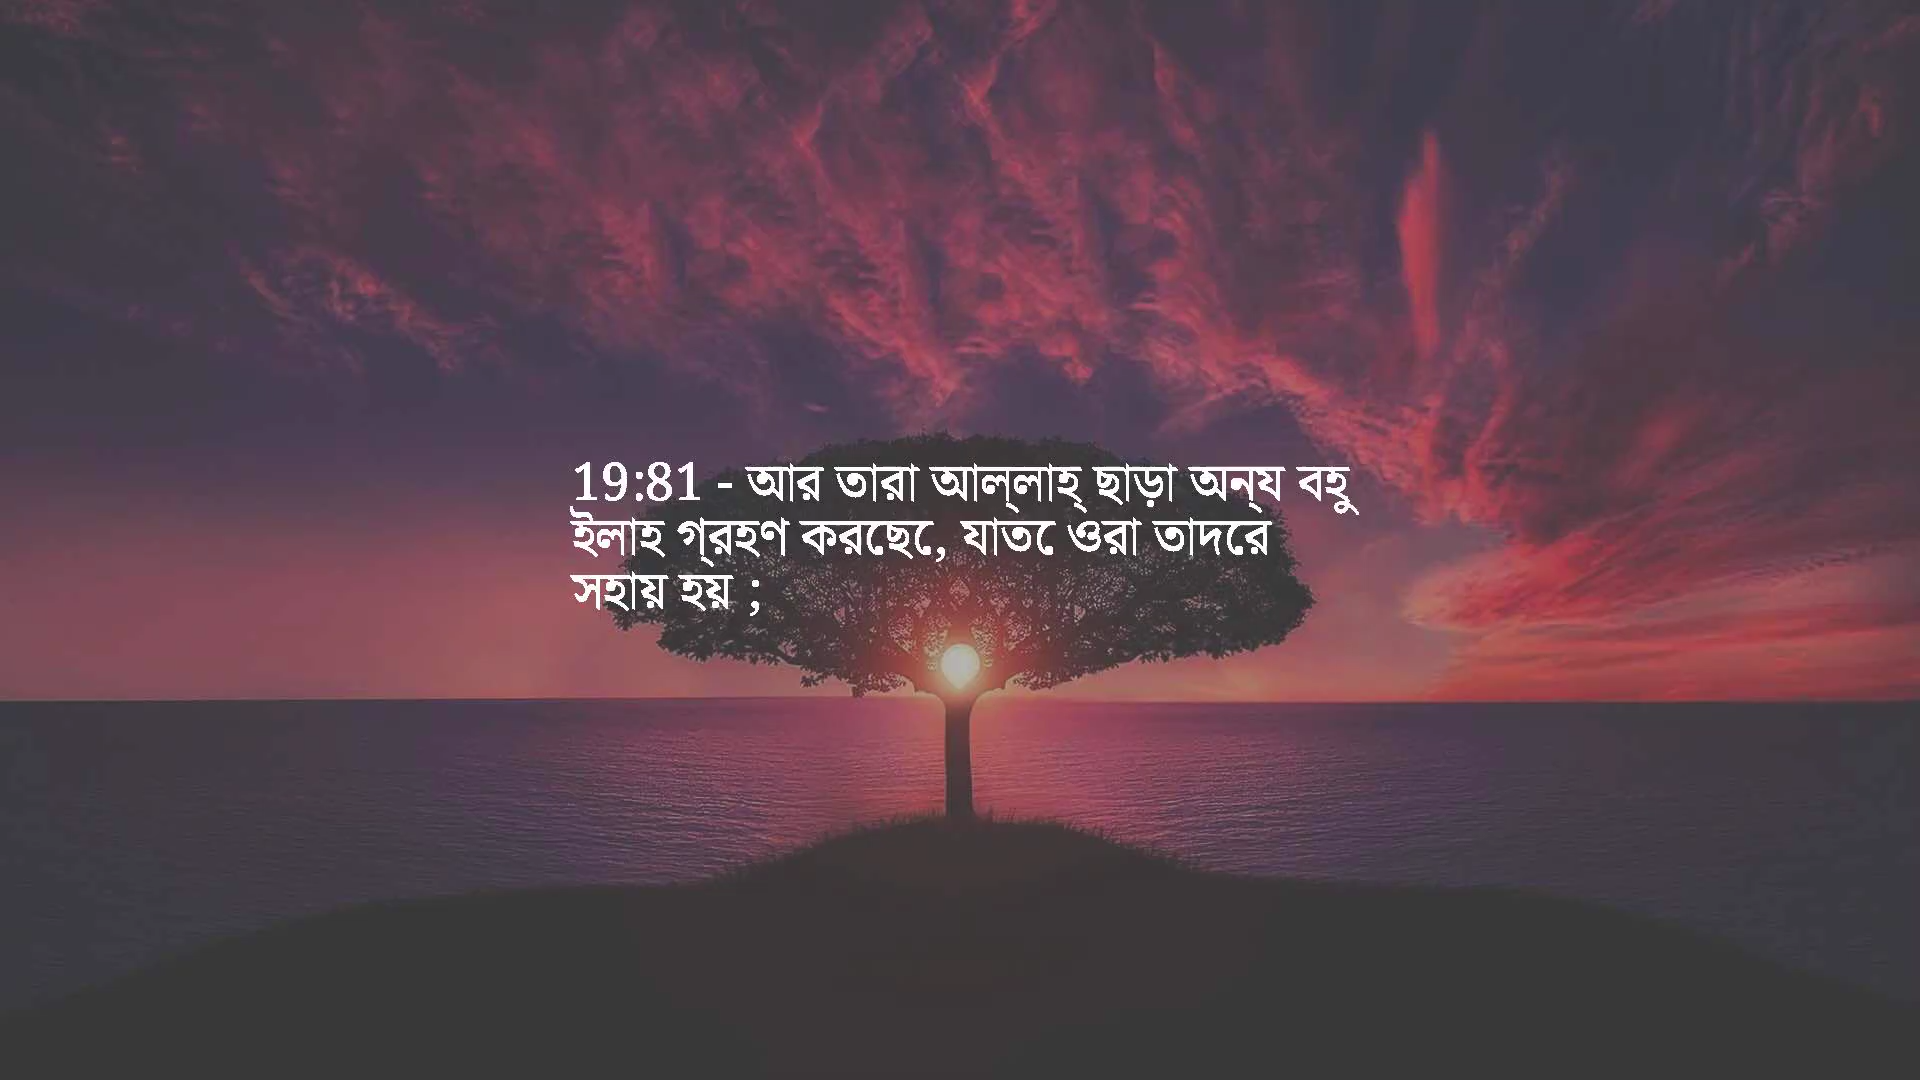 19:81 - আর তারা আল্লাহ্ ছাড়া অন্য বহু
ইলাহ গ্রহণ করেছে, যাতে ওরা তাদের
সহায় হয় ;